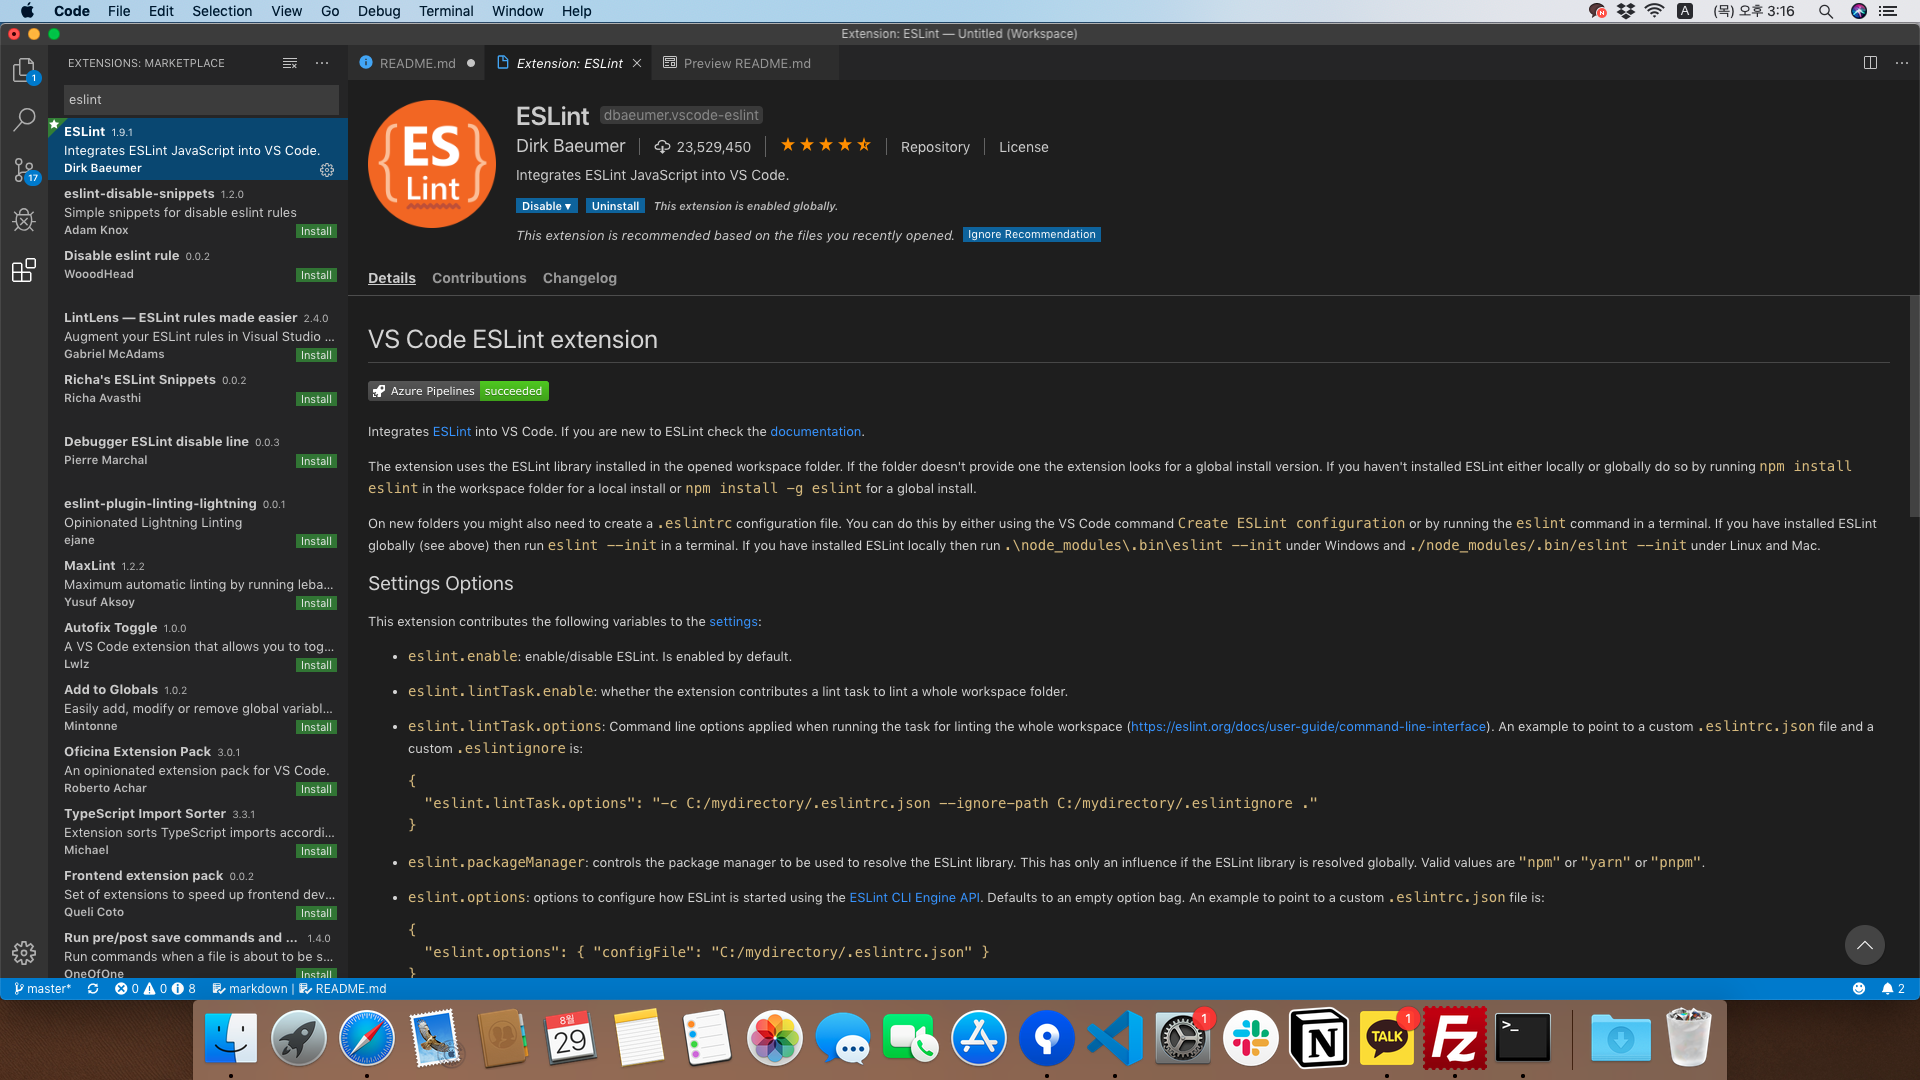 Code File Edit Selection View Go Debug Terminal Window Help
A (목) 오후 3:16
Extension: ESLint — Untitled (Workspace)
EXTENSIONS: MARKETPLACE
README.md
Extension: ESLint
Preview README.md
1
17
eslint
ESLint 1.9.1
Integrates ESLint JavaScript into VS Code.
Dirk Baeumer
eslint-disable-snippets 1.2.0
Simple snippets for disable eslint rules
Adam Knox Install
Disable eslint rule 0.0.2
WooodHead Install
LintLens — ESLint rules made easier 2.4.0
Augment your ESLint rules in Visual Studio ...
Gabriel McAdams Install
Richa's ESLint Snippets 0.0.2
Richa Avasthi Install
Debugger ESLint disable line 0.0.3
Pierre Marchal Install
eslint-plugin-linting-lightning 0.0.1
Opinionated Lightning Linting
ejane Install
MaxLint 1.2.2
Maximum automatic linting by running leba...
Yusuf Aksoy Install
Autofix Toggle 1.0.0
A VS Code extension that allows you to tog...
Lwlz Install
Add to Globals 1.0.2
Easily add, modify or remove global variabl...
Mintonne Install
Oficina Extension Pack 3.0.1
An opinionated extension pack for VS Code.
Roberto Achar Install
TypeScript Import Sorter 3.3.1
Extension sorts TypeScript imports accordi...
Michael Install
Frontend extension pack 0.0.2
Set of extensions to speed up frontend dev...
Queli Coto Install
Run pre/post save commands and ... 1.4.0
Run commands when a file is about to be s...
OneOfOne Install
{ES}
Lint
ESLint dbaeumer.vscode-eslint
Dirk Baeumer 23,529,450 Repository License
Integrates ESLint JavaScript into VS Code.
Disable ▾ Uninstall This extension is enabled globally.
This extension is recommended based on the files you recently opened. Ignore Recommendation
Details Contributions Changelog
VS Code ESLint extension
Azure Pipelines succeeded
Integrates ESLint into VS Code. If you are new to ESLint check the documentation.
The extension uses the ESLint library installed in the opened workspace folder. If the folder doesn't provide one the extension looks for a global install version. If you haven't installed ESLint either locally or globally do so by running npm install
eslint in the workspace folder for a local install or npm install -g eslint for a global install.
On new folders you might also need to create a .eslintrc configuration file. You can do this by either using the VS Code command Create ESLint configuration or by running the eslint command in a terminal. If you have installed ESLint
globally (see above) then run eslint --init in a terminal. If you have installed ESLint locally then run .\node_modules\.bin\eslint --init under Windows and ./node_modules/.bin/eslint --init under Linux and Mac.
Settings Options
This extension contributes the following variables to the settings:
• eslint.enable: enable/disable ESLint. Is enabled by default.
• eslint.lintTask.enable: whether the extension contributes a lint task to lint a whole workspace folder.
• eslint.lintTask.options: Command line options applied when running the task for linting the whole workspace (https://eslint.org/docs/user-guide/command-line-interface). An example to point to a custom .eslintrc.json file and a
custom .eslintignore is:
{
"eslint.lintTask.options": "-c C:/mydirectory/.eslintrc.json --ignore-path C:/mydirectory/.eslintignore ."
}
• eslint.packageManager: controls the package manager to be used to resolve the ESLint library. This has only an influence if the ESLint library is resolved globally. Valid values are "npm" or "yarn" or "pnpm".
• eslint.options: options to configure how ESLint is started using the ESLint CLI Engine API. Defaults to an empty option bag. An example to point to a custom .eslintrc.json file is:
{
"eslint.options": { "configFile": "C:/mydirectory/.eslintrc.json" }
}
master* 0 0 8 markdown | README.md 2
8월
29
1
N
TALK
1
Fz
>_